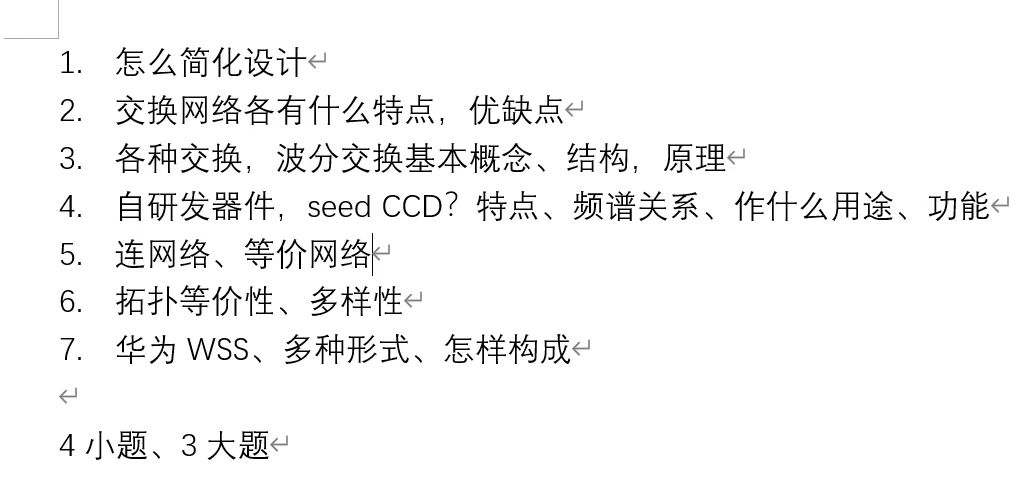 1. 怎么简化设计
2. 交换网络各有什么特点，优缺点
3. 各种交换，波分交换基本概念、结构，原理
4. 自研发器件，seed CCD？特点、频谱关系、作什么用途、功能
5. 连网络、等价网络
6. 拓扑等价性、多样性
7. 华为 WSS、多种形式、怎样构成
4 小题、3 大题